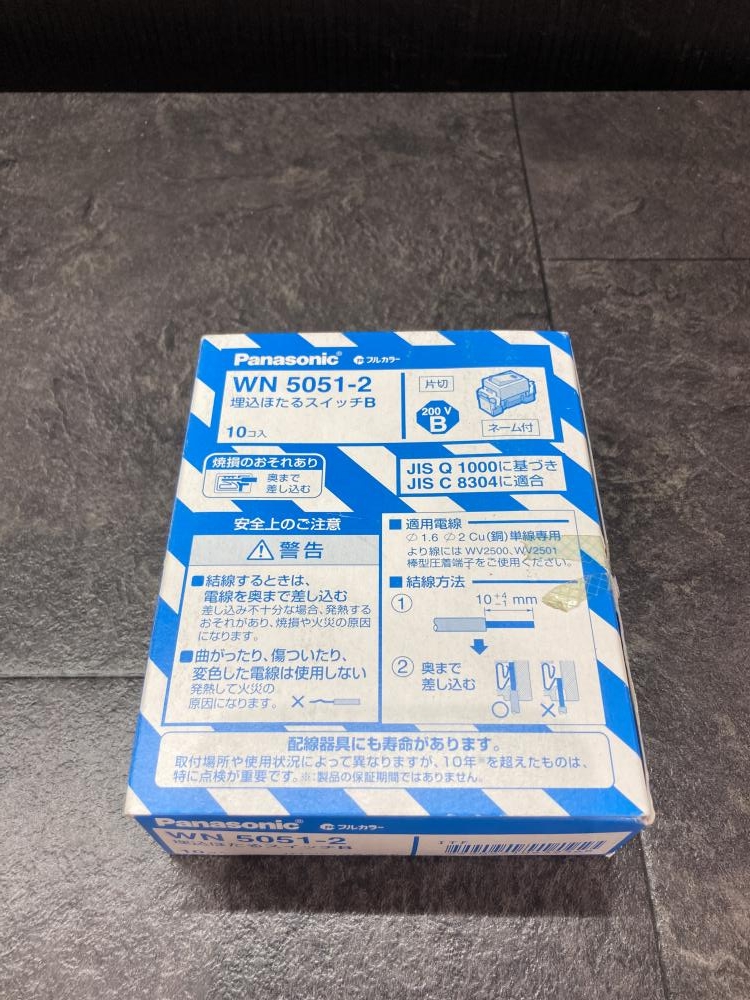 Panasonic® フルカラー
WN 5051-2
埋込ほたるスイッチB
10コ入
片切
200 V
B
ネーム付
焼損のおそれあり
奥まで
差し込む
JIS Q 1000に基づき
JIS C 8304に適合
安全上のご注意
警告
■結線するときは、
電線を奥まで差し込む
差し込み不十分な場合、発熱する
おそれがあり、焼損や火災の原因
になります。
■曲がったり、傷ついたり、
変色した電線は使用しない
発熱して火災の
原因になります。
■適用電線
∅1.6 ∅2 Cu(銅)単線専用
より線には WV2500、WV2501
棒型圧着端子をご使用ください。
■結線方法
① 10 +4 −1 mm
② 奥まで
差し込む
○ ×
配線器具にも寿命があります。
取付場所や使用状況によって異なりますが、10年※を超えたものは、
特に点検が重要です。※:製品の保証期間ではありません。
Panasonic® フルカラー
WN 5051-2
埋込ほたるスイッチB